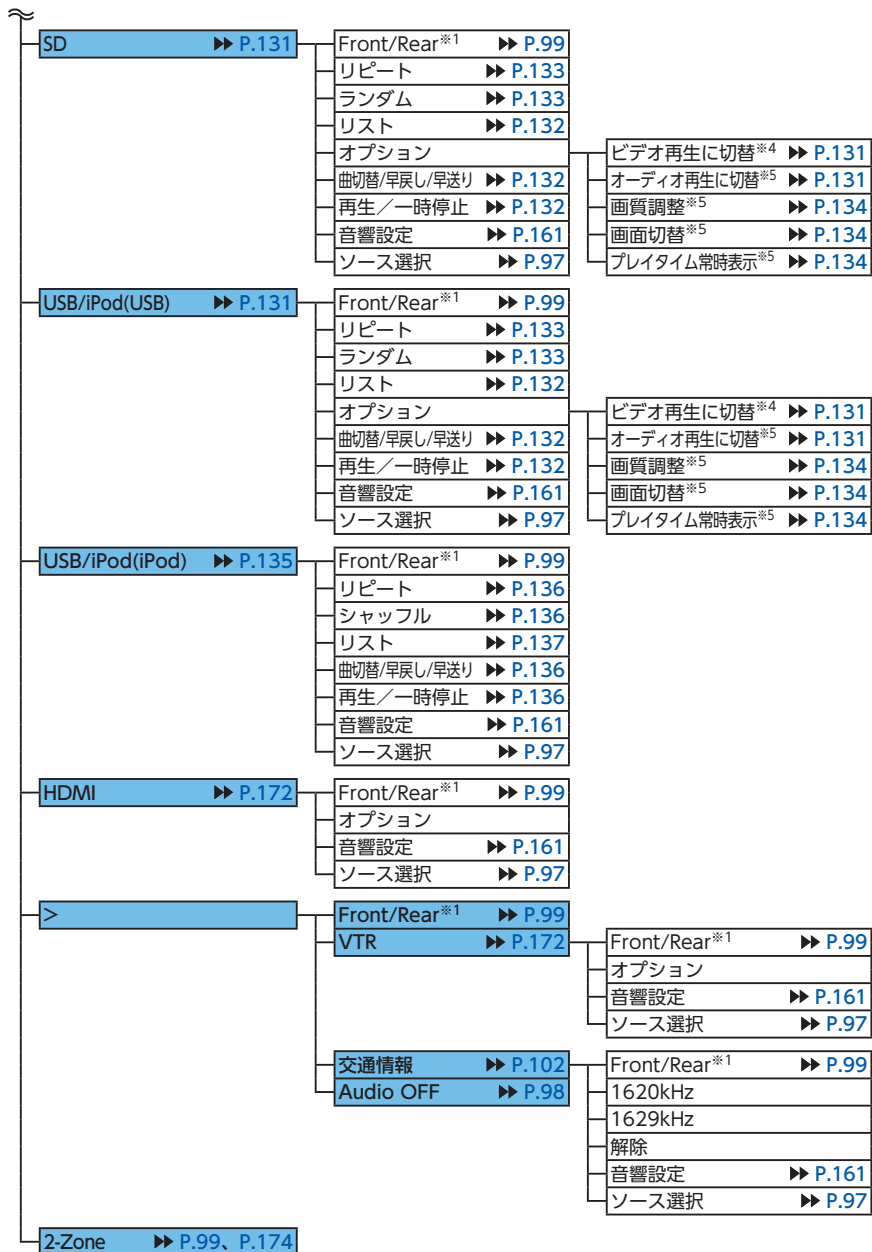 SD ▶▶ P.131
Front/Rear※1 ▶▶ P.99
リピート ▶▶ P.133
ランダム ▶▶ P.133
リスト ▶▶ P.132
オプション
ビデオ再生に切替※4 ▶▶ P.131
オーディオ再生に切替※5 ▶▶ P.131
画質調整※5 ▶▶ P.134
画面切替※5 ▶▶ P.134
プレイタイム常時表示※5 ▶▶ P.134
曲切替/早戻し/早送り ▶▶ P.132
再生／一時停止 ▶▶ P.132
音響設定 ▶▶ P.161
ソース選択 ▶▶ P.97
USB/iPod(USB) ▶▶ P.131
Front/Rear※1 ▶▶ P.99
リピート ▶▶ P.133
ランダム ▶▶ P.133
リスト ▶▶ P.132
オプション
ビデオ再生に切替※4 ▶▶ P.131
オーディオ再生に切替※5 ▶▶ P.131
画質調整※5 ▶▶ P.134
画面切替※5 ▶▶ P.134
プレイタイム常時表示※5 ▶▶ P.134
曲切替/早戻し/早送り ▶▶ P.132
再生／一時停止 ▶▶ P.132
音響設定 ▶▶ P.161
ソース選択 ▶▶ P.97
USB/iPod(iPod) ▶▶ P.135
Front/Rear※1 ▶▶ P.99
リピート ▶▶ P.136
シャッフル ▶▶ P.136
リスト ▶▶ P.137
曲切替/早戻し/早送り ▶▶ P.136
再生／一時停止 ▶▶ P.136
音響設定 ▶▶ P.161
ソース選択 ▶▶ P.97
HDMI ▶▶ P.172
Front/Rear※1 ▶▶ P.99
オプション
音響設定 ▶▶ P.161
ソース選択 ▶▶ P.97
>
Front/Rear※1 ▶▶ P.99
VTR ▶▶ P.172
Front/Rear※1 ▶▶ P.99
オプション
音響設定 ▶▶ P.161
ソース選択 ▶▶ P.97
交通情報 ▶▶ P.102
Front/Rear※1 ▶▶ P.99
1620kHz
1629kHz
解除
音響設定 ▶▶ P.161
ソース選択 ▶▶ P.97
Audio OFF ▶▶ P.98
2-Zone ▶▶ P.99、P.174